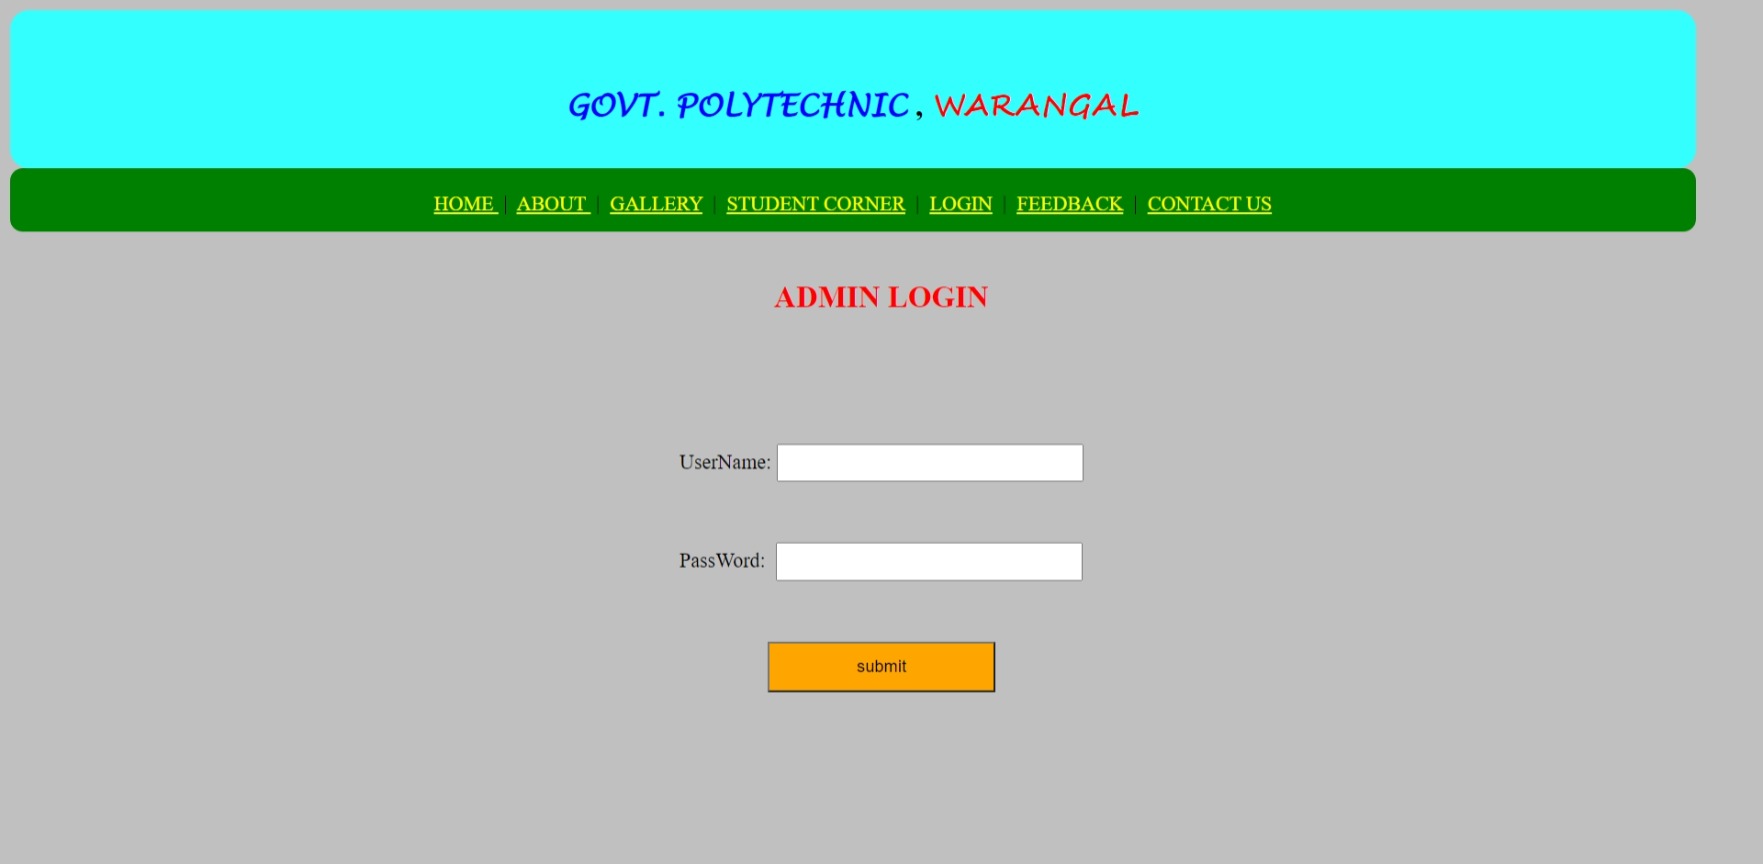 GOVT. POLYTECHNIC , WARANGAL
HOME | ABOUT | GALLERY | STUDENT CORNER | LOGIN | FEEDBACK | CONTACT US
ADMIN LOGIN
UserName:
PassWord:
submit